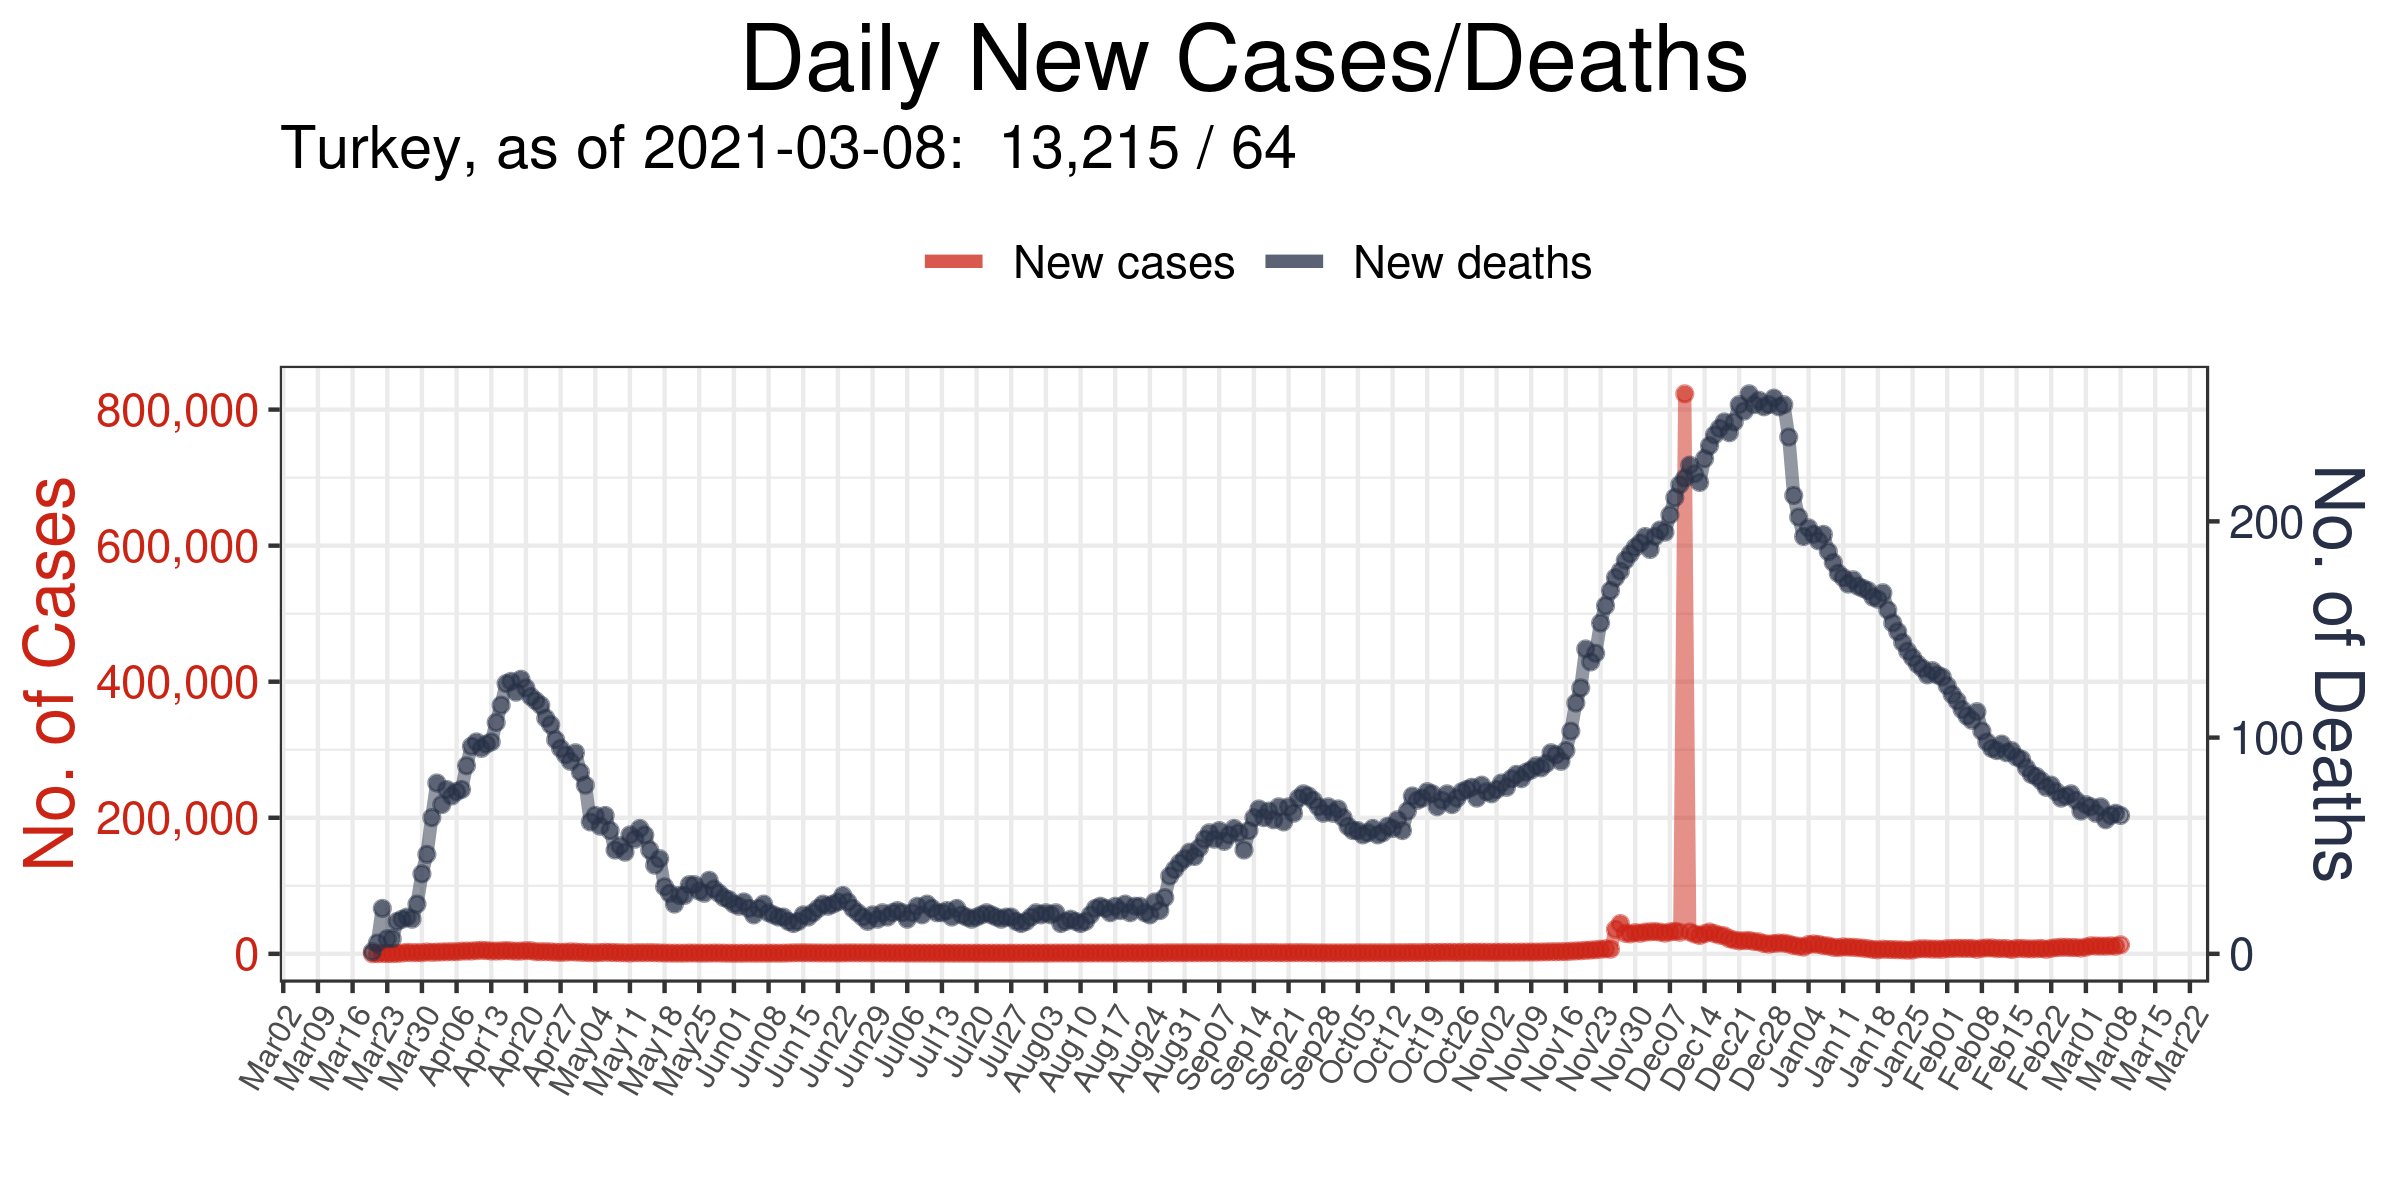 Daily New Cases/Deaths
Turkey, as of 2021-03-08:  13,215 / 64
New cases
New deaths
No. of Cases
800,000
600,000
400,000
200,000
0
200
100
0
No. of Deaths
Mar02
Mar09
Mar16
Mar23
Mar30
Apr06
Apr13
Apr20
Apr27
May04
May11
May18
May25
Jun01
Jun08
Jun15
Jun22
Jun29
Jul06
Jul13
Jul20
Jul27
Aug03
Aug10
Aug17
Aug24
Aug31
Sep07
Sep14
Sep21
Sep28
Oct05
Oct12
Oct19
Oct26
Nov02
Nov09
Nov16
Nov23
Nov30
Dec07
Dec14
Dec21
Dec28
Jan04
Jan11
Jan18
Jan25
Feb01
Feb08
Feb15
Feb22
Mar01
Mar08
Mar15
Mar22